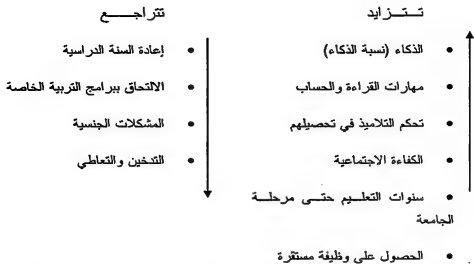 تتزايد
• الذكاء (نسبة الذكاء)
• مهارات القراءة والحساب
• تحكم التلاميذ في تحصيلهم
• الكفاءة الاجتماعية
• سنوات التعليم حتى مرحلة
الجامعة
• الحصول على وظيفة مستقرة
تتراجع
• إعادة السنة الدراسية
• الالتحاق ببرامج التربية الخاصة
• المشكلات الجنسية
• التدخين والتعاطي